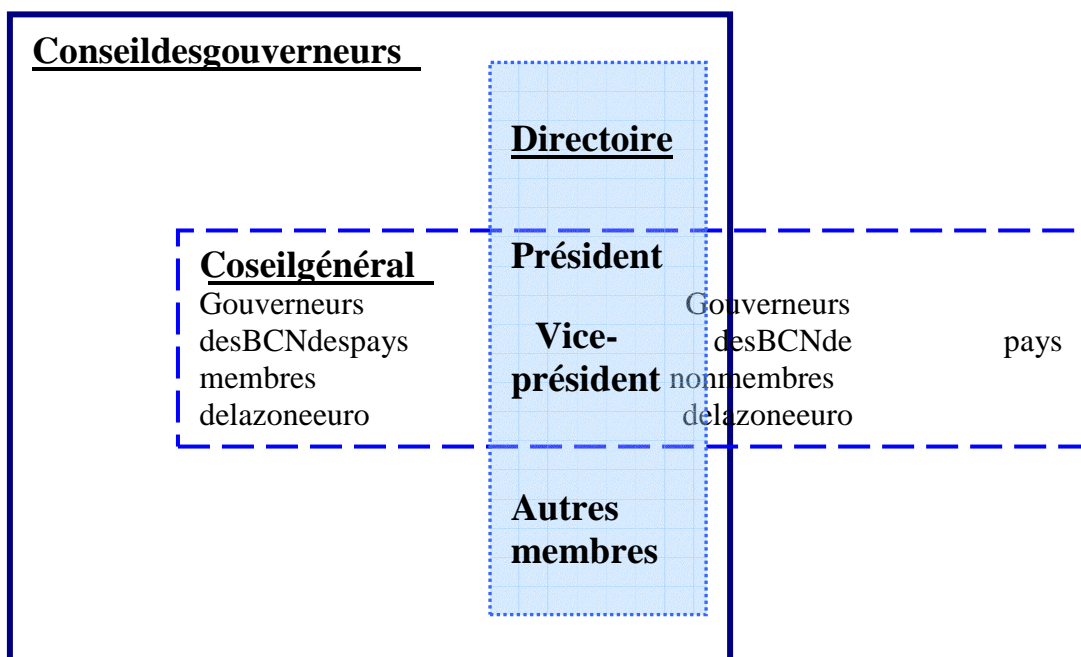 Conseildesgouverneurs
Directoire
Coseilgénéral
Gouverneurs
desBCNdespays
membres
delazoneeuro
Président
Vice-
président
Gouverneurs
desBCNde pays
nonmembres
delazoneeuro
Autres
membres